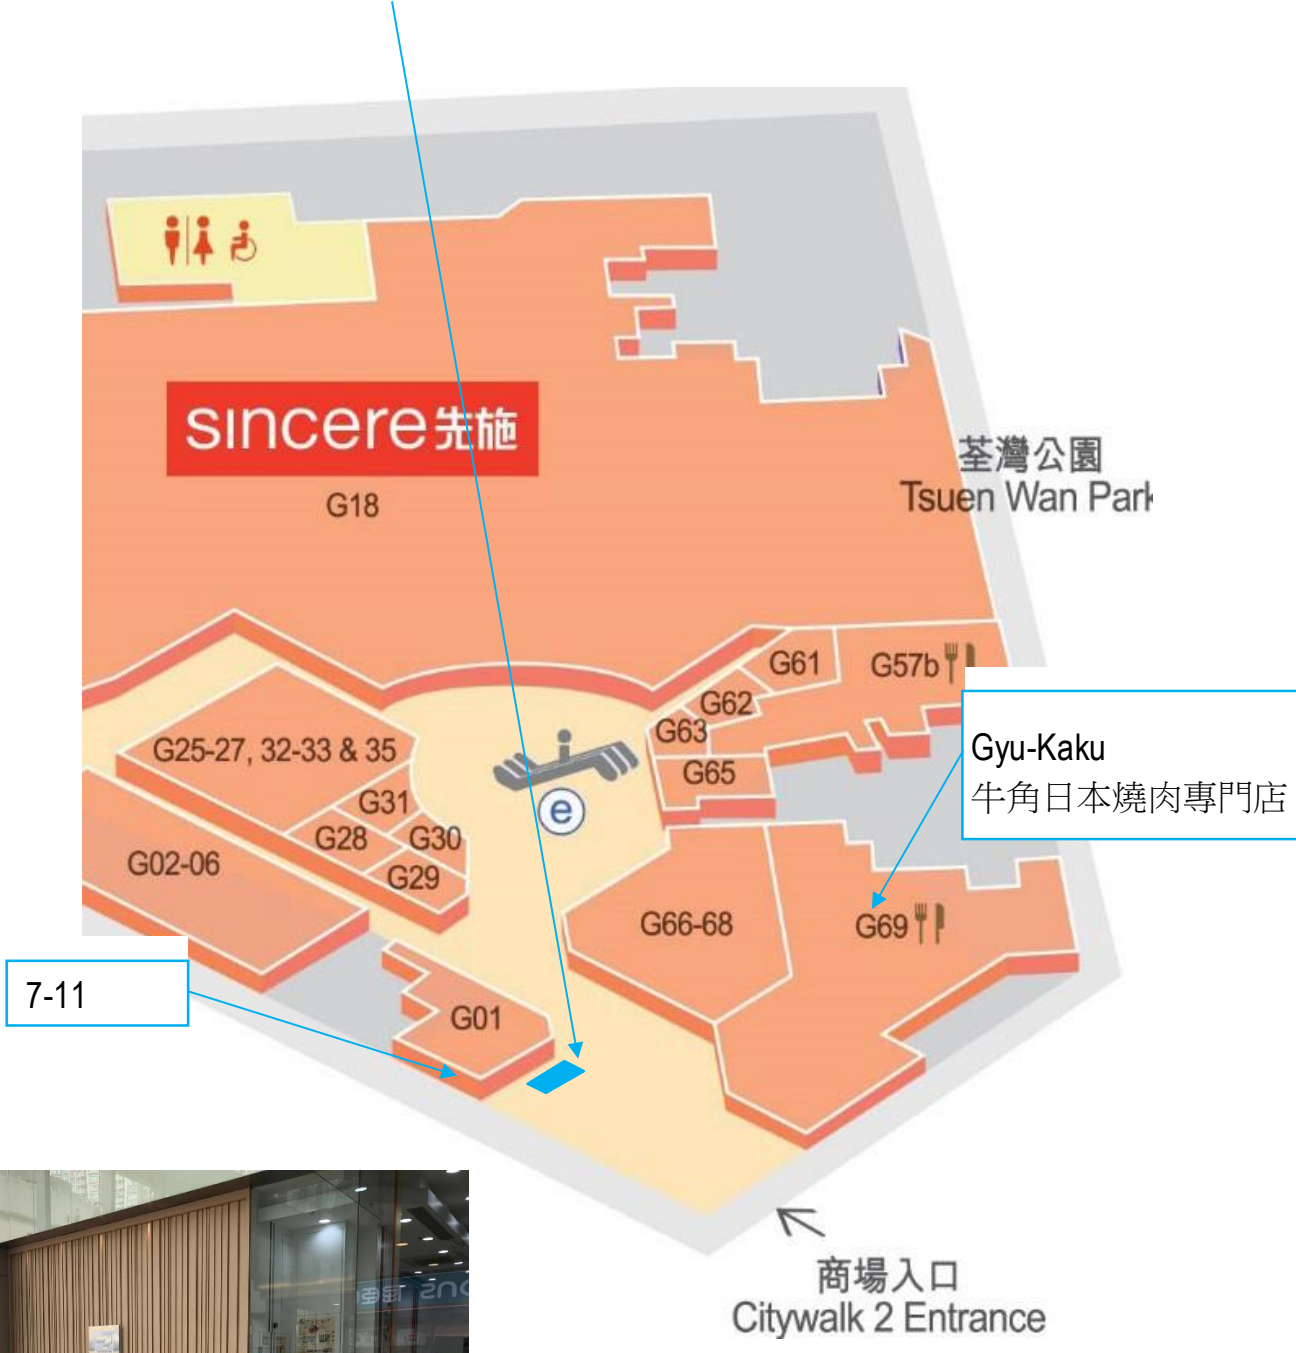 sincere先施
G18
荃灣公園
Tsuen Wan Park
G61
G57b
G62
G63
G65
G25-27, 32-33 & 35
G31
G28
G30
G29
G02-06
e
Gyu-Kaku
牛角日本燒肉專門店
G66-68
G69
7-11
G01
商場入口
Citywalk 2 Entrance